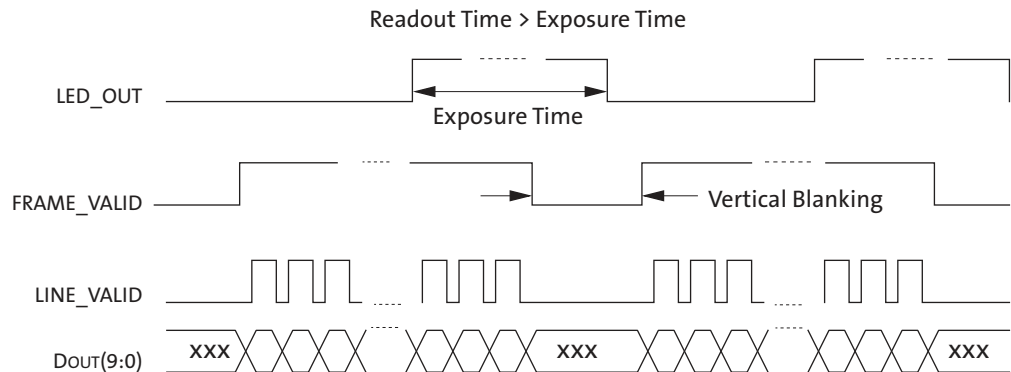 Readout Time > Exposure Time
LED_OUT
Exposure Time
FRAME_VALID
Vertical Blanking
LINE_VALID
DOUT(9:0)
XXX
XXX
XXX